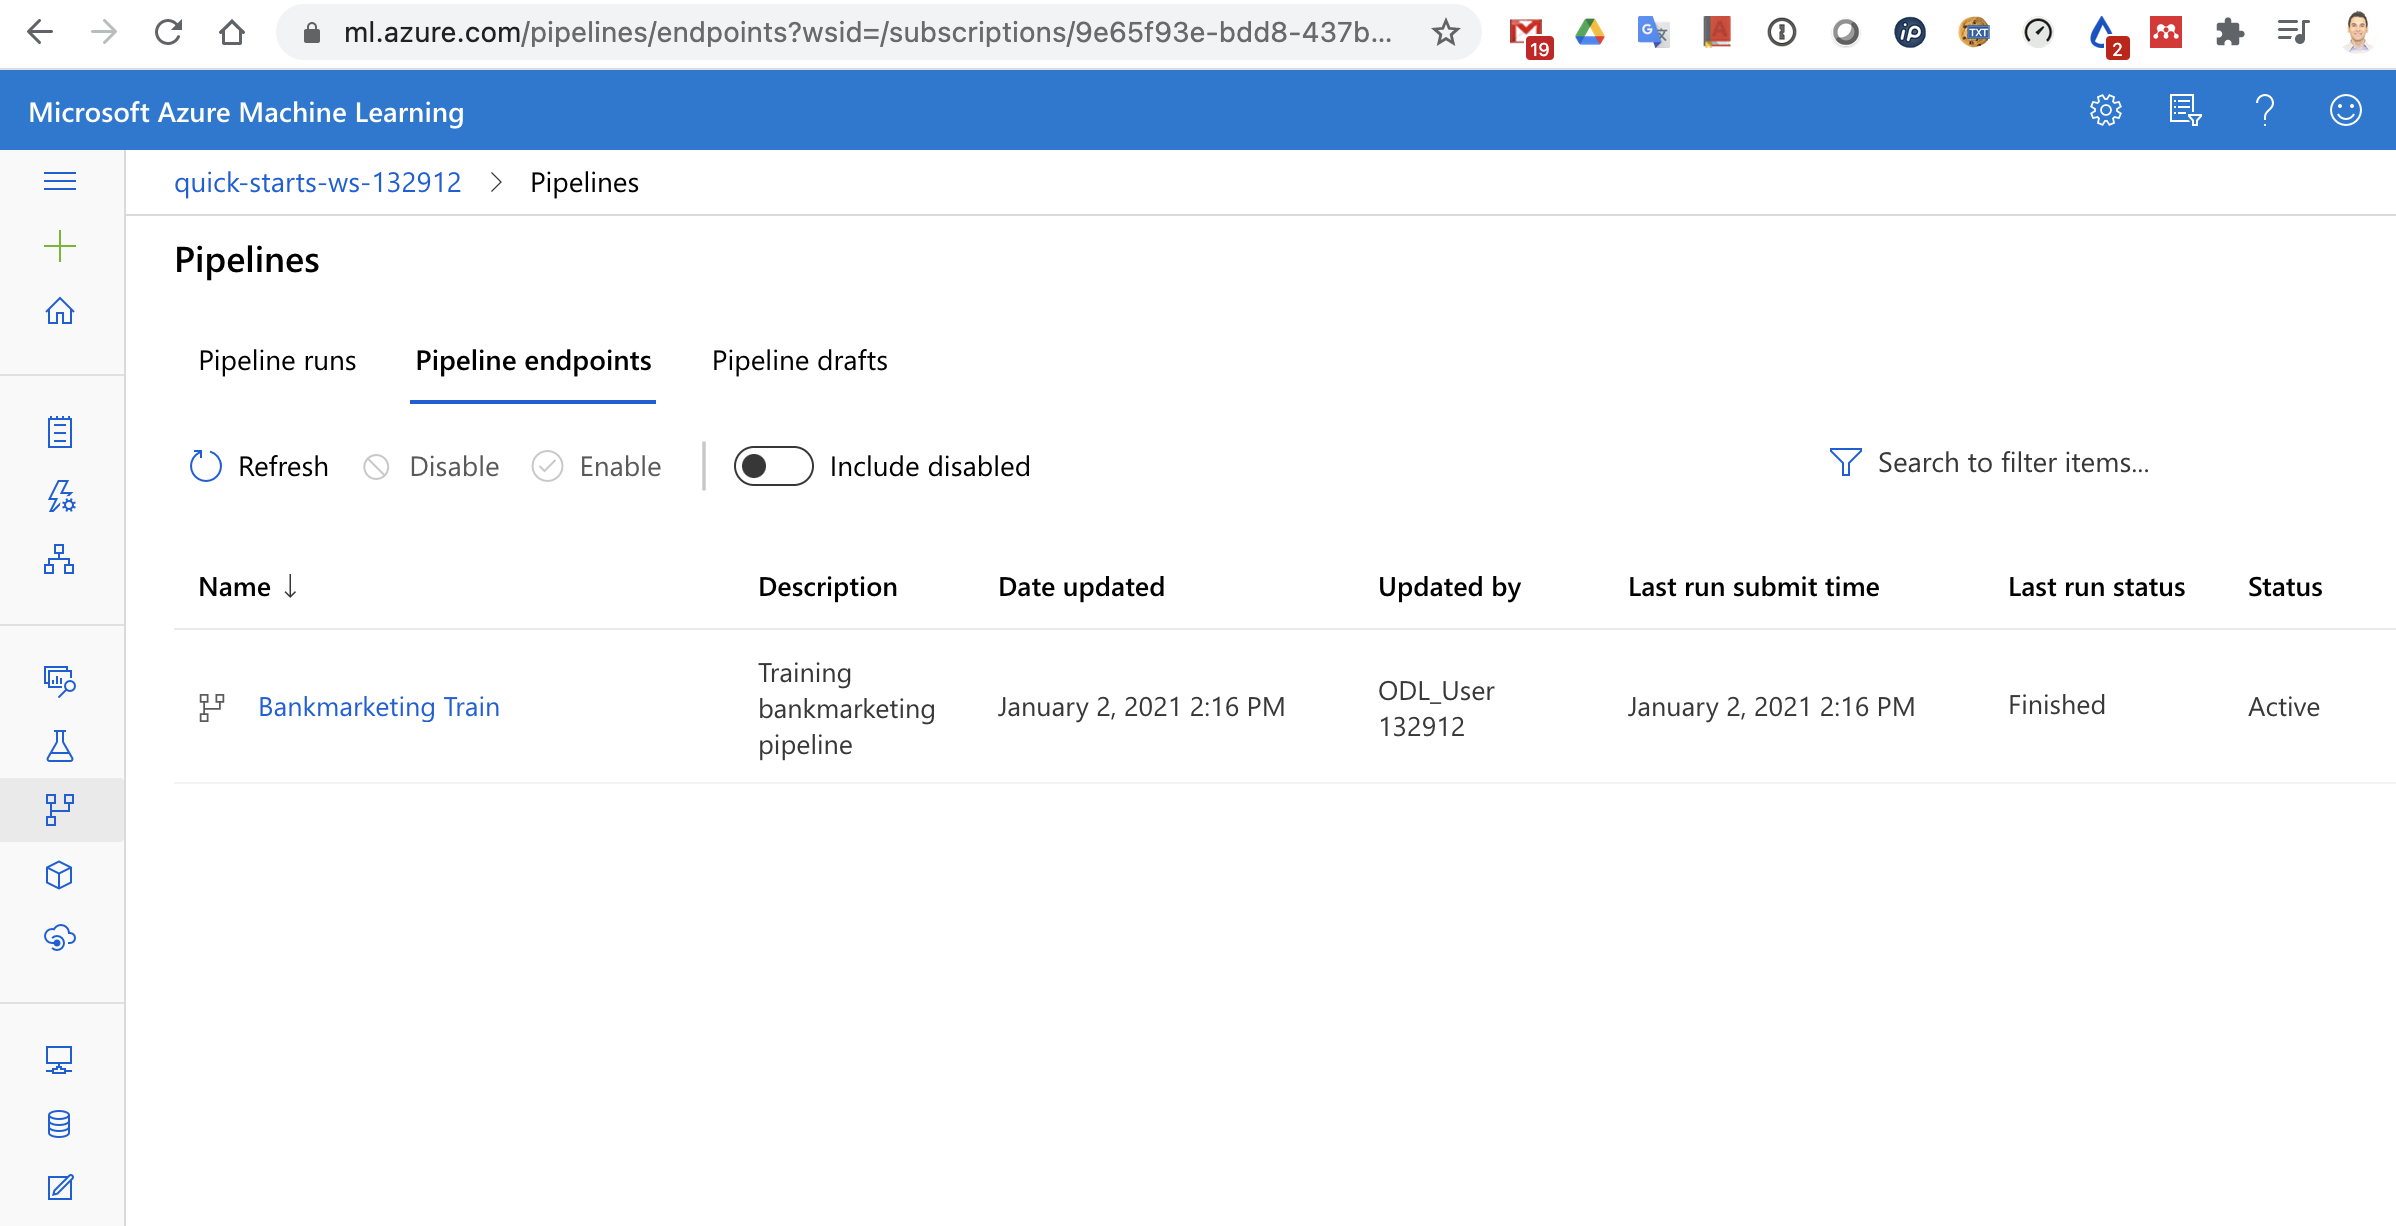 ml.azure.com/pipelines/endpoints?wsid=/subscriptions/9e65f93e-bdd8-437b...
19
TXT
2
Microsoft Azure Machine Learning
quick-starts-ws-132912 > Pipelines
Pipelines
Pipeline runs Pipeline endpoints Pipeline drafts
Refresh Disable Enable Include disabled Search to filter items...
Name ↓ Description Date updated Updated by Last run submit time Last run status Status
Bankmarketing Train
Training
bankmarketing
pipeline
January 2, 2021 2:16 PM
ODL_User
132912
January 2, 2021 2:16 PM
Finished
Active